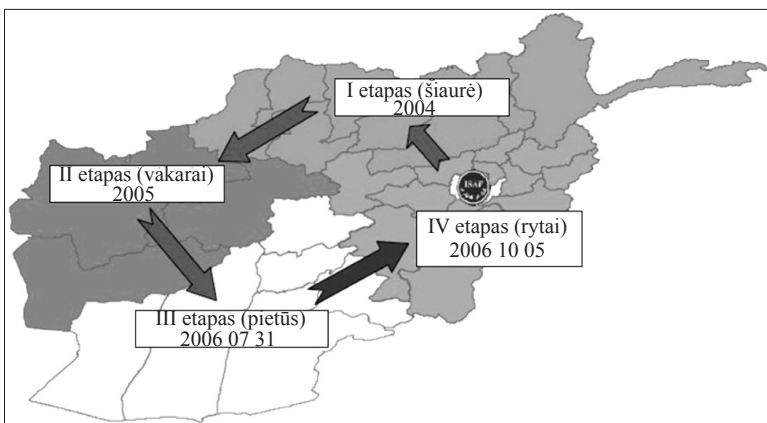 I etapas (šiaurė)
2004
II etapas (vakarai)
2005
ISAF
IV etapas (rytai)
2006 10 05
III etapas (pietūs)
2006 07 31